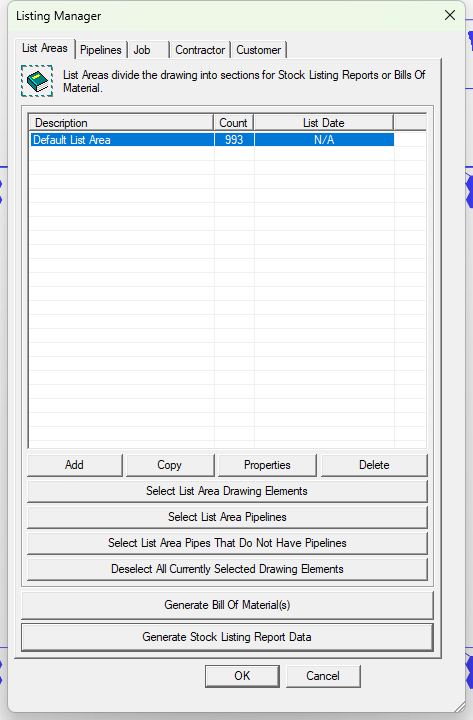 Listing Manager
List Areas Pipelines Job Contractor Customer
List Areas divide the drawing into sections for Stock Listing Reports or Bills Of
Material.
Description Count List Date
Default List Area 993 N/A
Add Copy Properties Delete
Select List Area Drawing Elements
Select List Area Pipelines
Select List Area Pipes That Do Not Have Pipelines
Deselect All Currently Selected Drawing Elements
Generate Bill Of Material(s)
Generate Stock Listing Report Data
OK Cancel